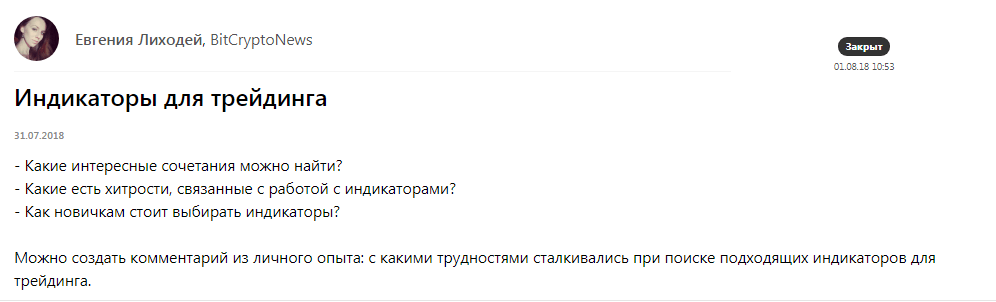 Евгения Лиходей, BitCryptoNews
Закрыт
01.08.18 10:53
Индикаторы для трейдинга
31.07.2018
- Какие интересные сочетания можно найти?
- Какие есть хитрости, связанные с работой с индикаторами?
- Как новичкам стоит выбирать индикаторы?
Можно создать комментарий из личного опыта: с какими трудностями сталкивались при поиске подходящих индикаторов для
трейдинга.